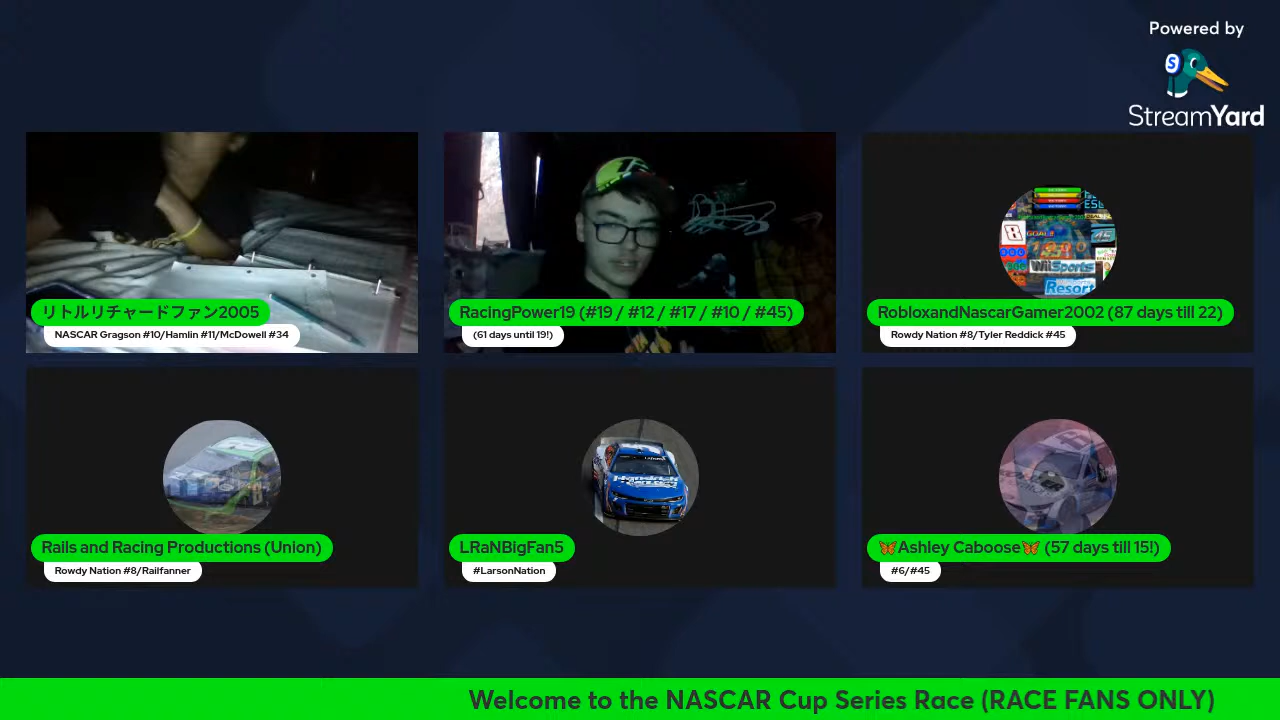 Powered by
StreamYard
リトルリチャードファン2005
NASCAR Gragson #10/Hamlin #11/McDowell #34
RacingPower19 (#19 / #12 / #17 / #10 / #45)
(61 days until 19!)
RobloxandNascarGamer2002 (87 days till 22)
Rowdy Nation #8/Tyler Reddick #45
Rails and Racing Productions (Union)
Rowdy Nation #8/Railfanner
LRaNBigFan5
#LarsonNation
🦋Ashley Caboose🦋 (57 days till 15!)
#6/#45
Welcome to the NASCAR Cup Series Race (RACE FANS ONLY)